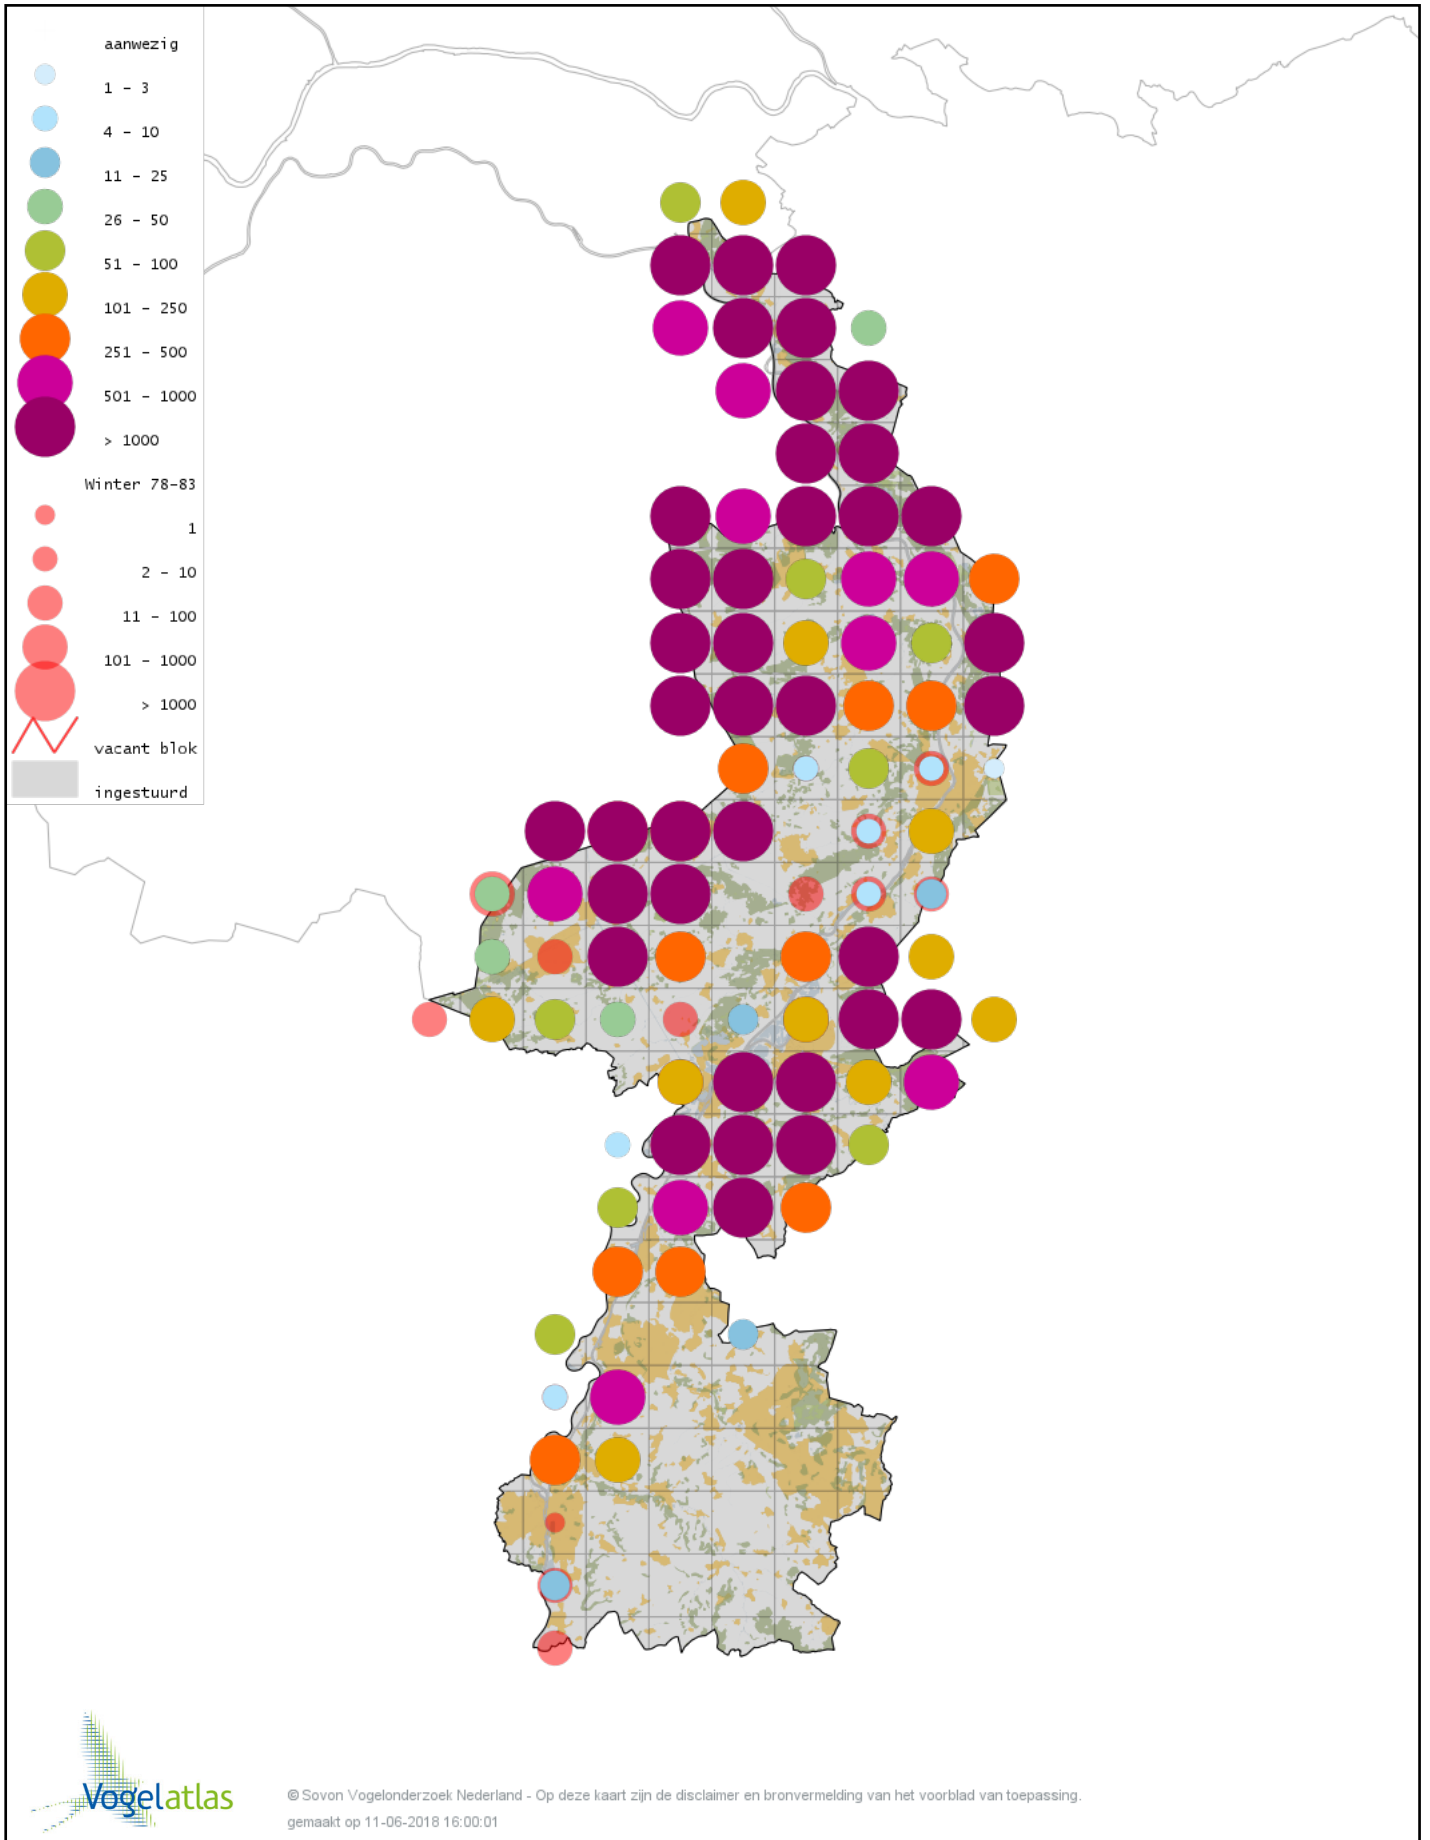 aanwezig
1 - 3
4 - 10
11 - 25
26 - 50
51 - 100
101 - 250
251 - 500
501 - 1000
> 1000
Winter 78-83
1
2 - 10
11 - 100
101 - 1000
> 1000
vacant blok
ingestuurd
Vogelatlas
© Sovon Vogelonderzoek Nederland - Op deze kaart zijn de disclaimer en bronvermelding van het voorblad van toepassing.
gemaakt op 11-06-2018 16:00:01